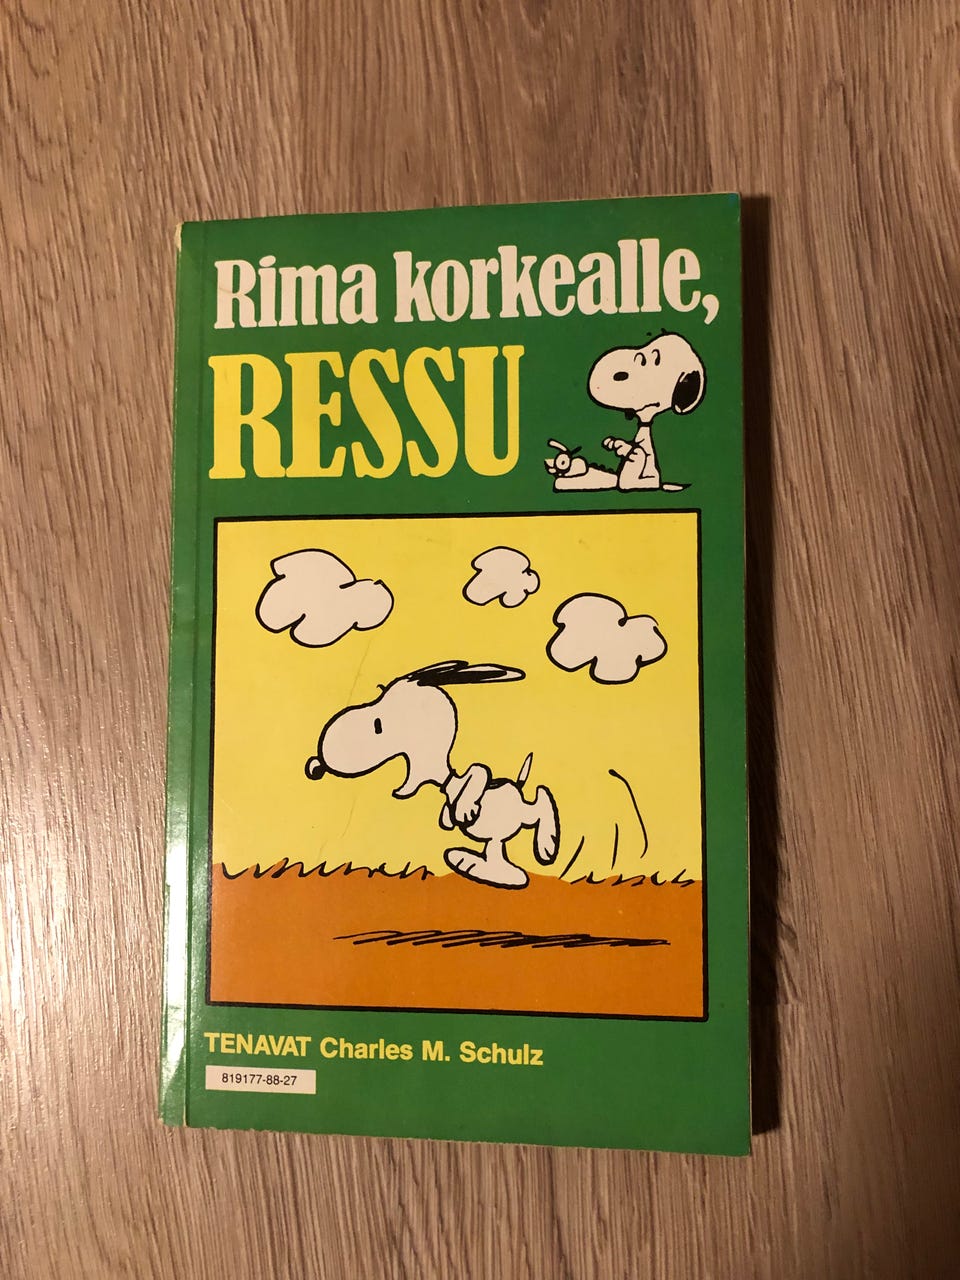 Rima korkealle,
RESSU
TENAVAT Charles M. Schulz
819177-88-27